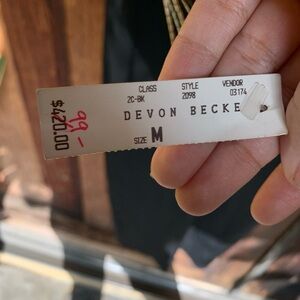 CLASS STYLE VENDOR
2C-BK 2098 03174
DEVON BECKE
SIZE M
$420.00
99-